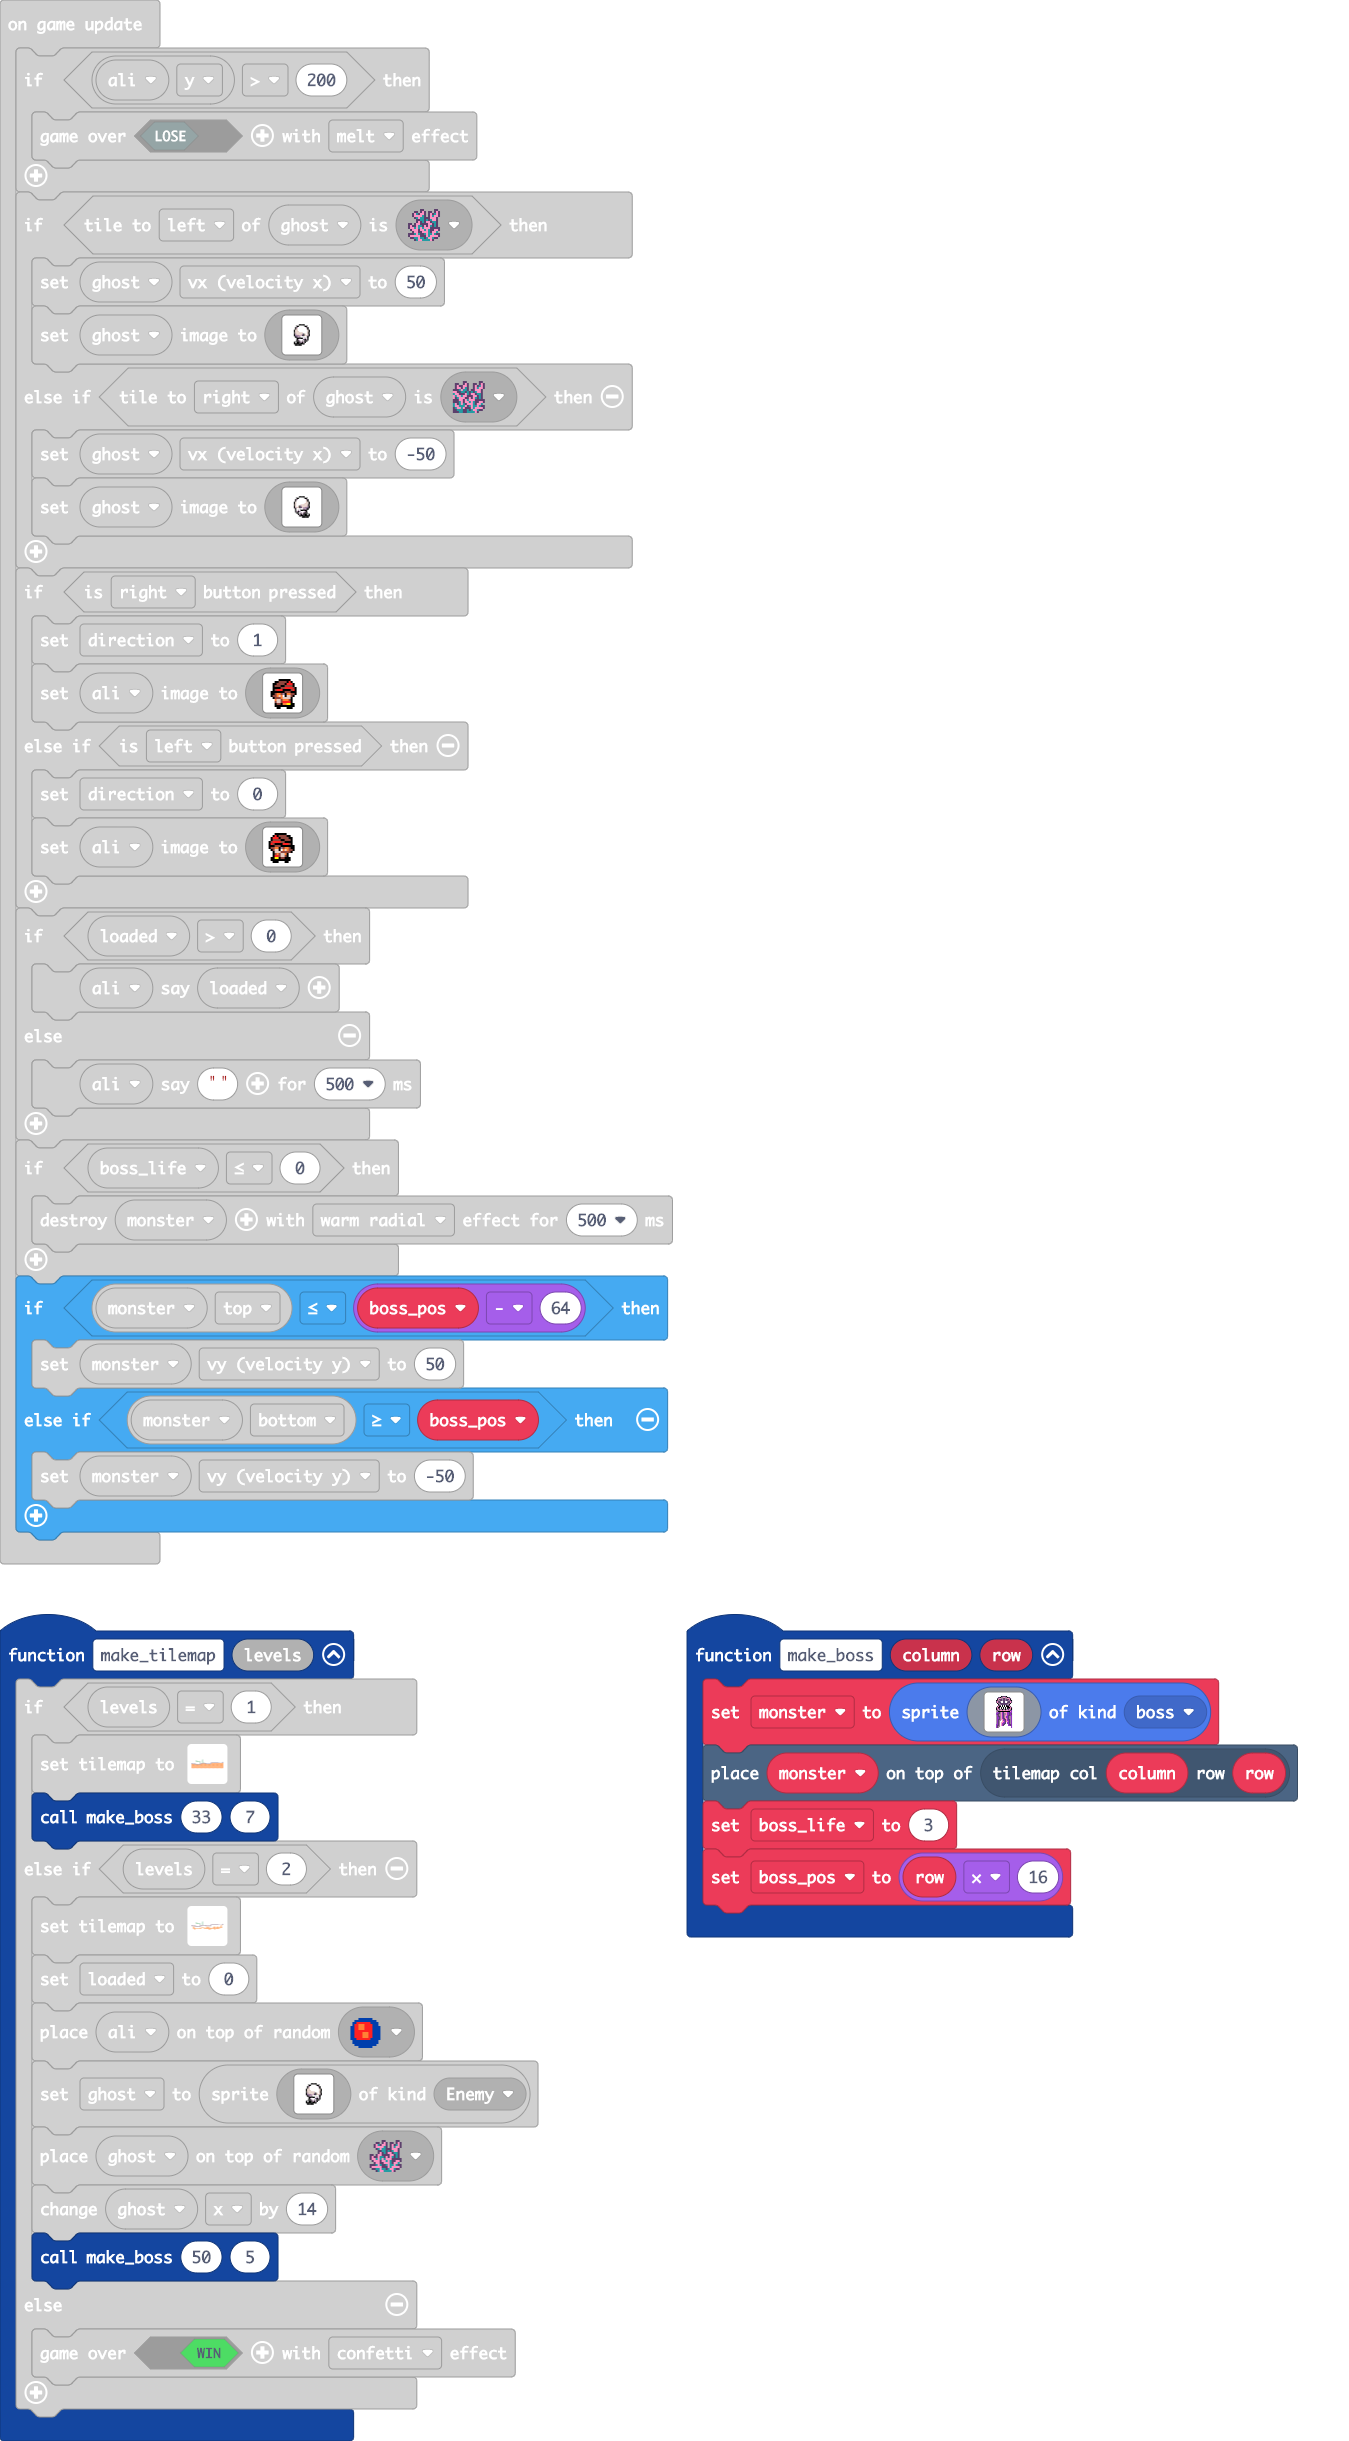 on game update
if ali y > 200 then
game over LOSE with melt effect
if tile to left of ghost is then
set ghost vx (velocity x) to 50
set ghost image to
else if tile to right of ghost is then
set ghost vx (velocity x) to -50
set ghost image to
if is right button pressed then
set direction to 1
set ali image to
else if is left button pressed then
set direction to 0
set ali image to
if loaded > 0 then
ali say loaded
else
ali say " " for 500 ms
if boss_life ≤ 0 then
destroy monster with warm radial effect for 500 ms
if monster top ≤ boss_pos - 64 then
set monster vy (velocity y) to 50
else if monster bottom ≥ boss_pos then
set monster vy (velocity y) to -50
function make_tilemap levels
if levels = 1 then
set tilemap to
call make_boss 33 7
else if levels = 2 then
set tilemap to
set loaded to 0
place ali on top of random
set ghost to sprite of kind Enemy
place ghost on top of random
change ghost x by 14
call make_boss 50 5
else
game over WIN with confetti effect
function make_boss column row
set monster to sprite of kind boss
place monster on top of tilemap col column row row
set boss_life to 3
set boss_pos to row x 16